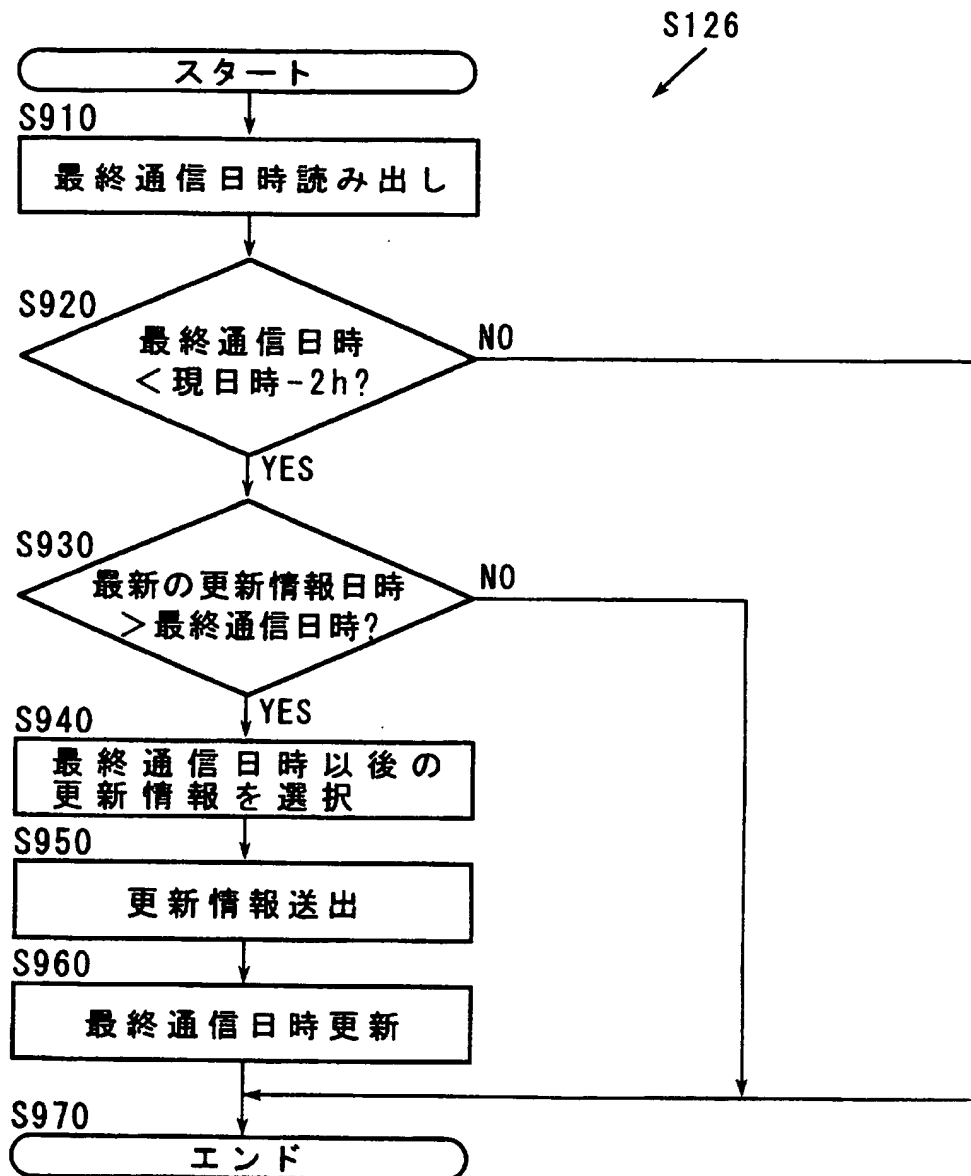 S126
スタート
S910
最終通信日時読み出し
S920
最終通信日時
<現日時-2h?
NO
YES
S930
最新の更新情報日時
>最終通信日時?
NO
YES
S940
最終通信日時以後の
更新情報を選択
S950
更新情報送出
S960
最終通信日時更新
S970
エンド